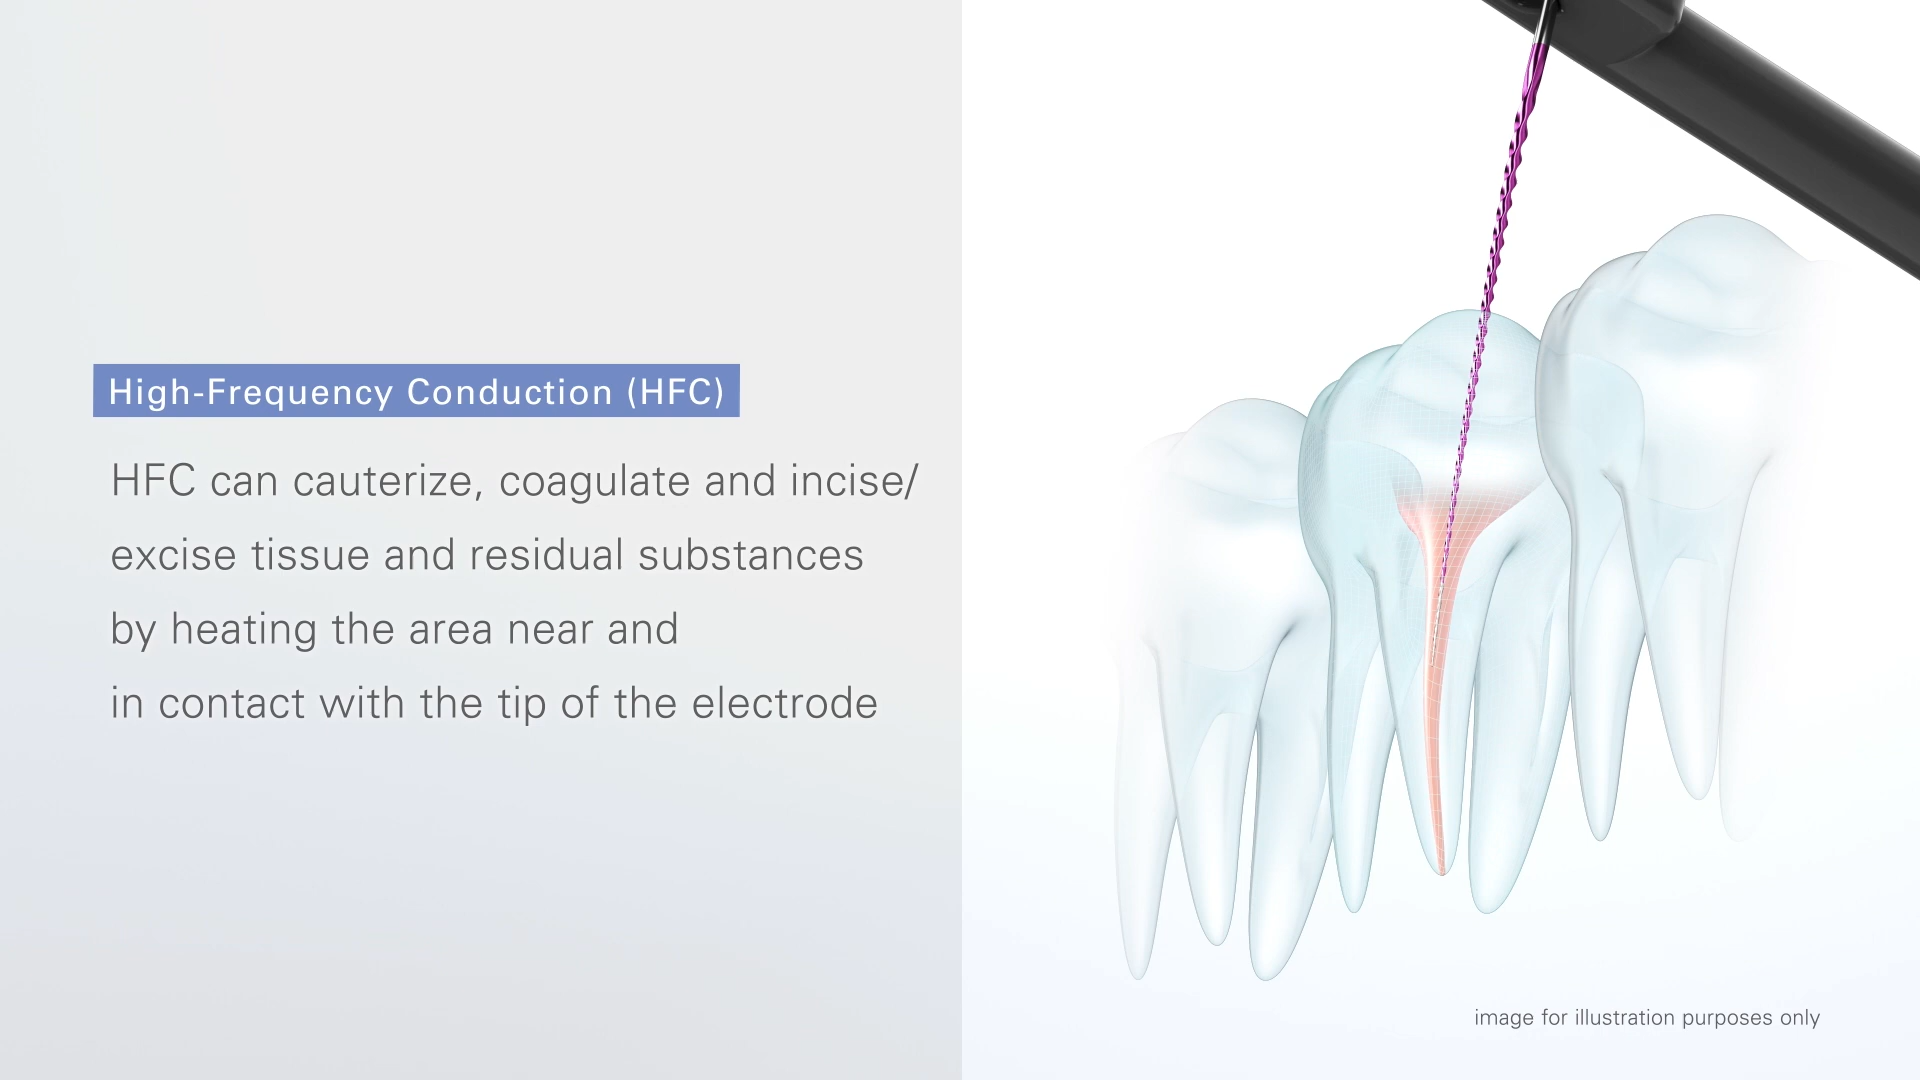 High-Frequency Conduction (HFC)
HFC can cauterize, coagulate and incise/
excise tissue and residual substances
by heating the area near and
in contact with the tip of the electrode
image for illustration purposes only